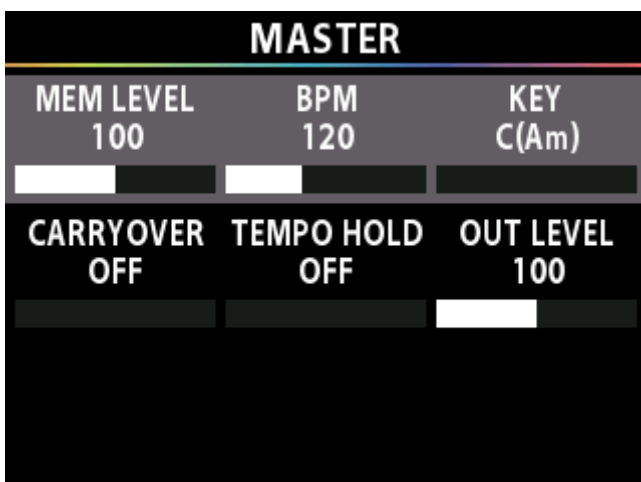 MASTER
MEM LEVEL BPM KEY
100 120 C(Am)
CARRYOVER TEMPO HOLD OUT LEVEL
OFF OFF 100